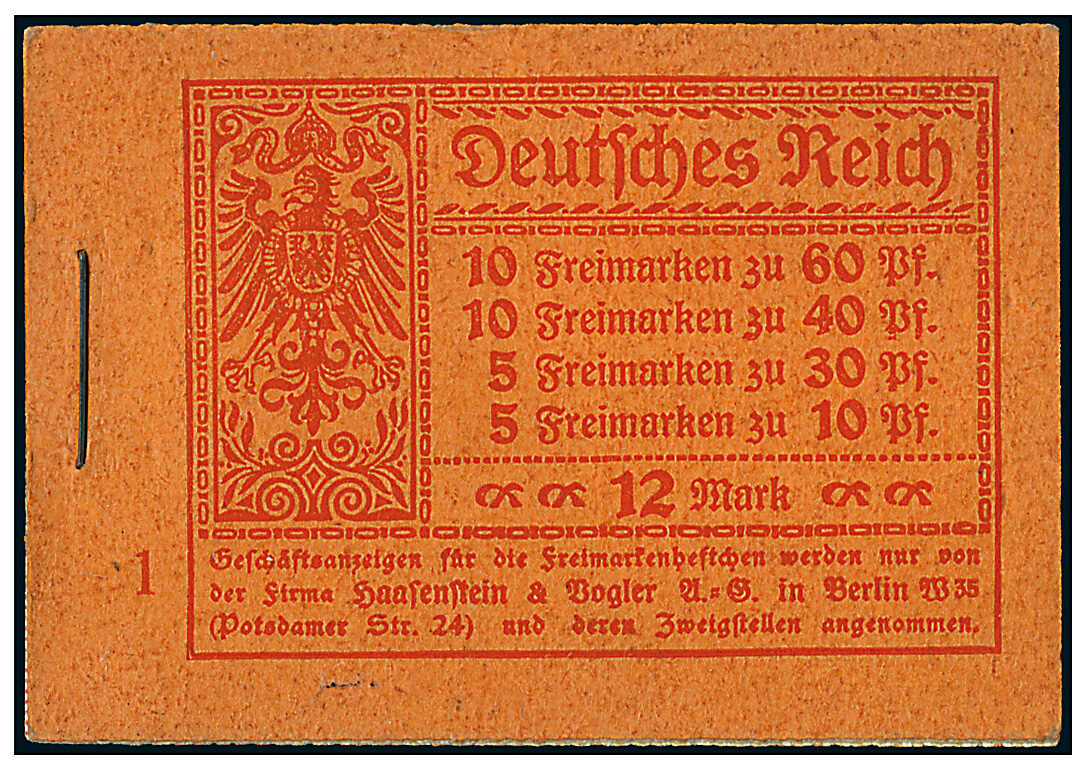 Deutsches Reich
10 Freimarken zu 60 Pf.
10 Freimarken zu 40 Pf.
5 Freimarken zu 30 Pf.
5 Freimarken zu 10 Pf.
12 Mark
1
Geschäftsanzeigen für die Freimarkenheftchen werden nur von
der Firma Haasenstein & Vogler A.=G. in Berlin W 35
(Potsdamer Str. 24) und deren Zweigstellen angenommen.